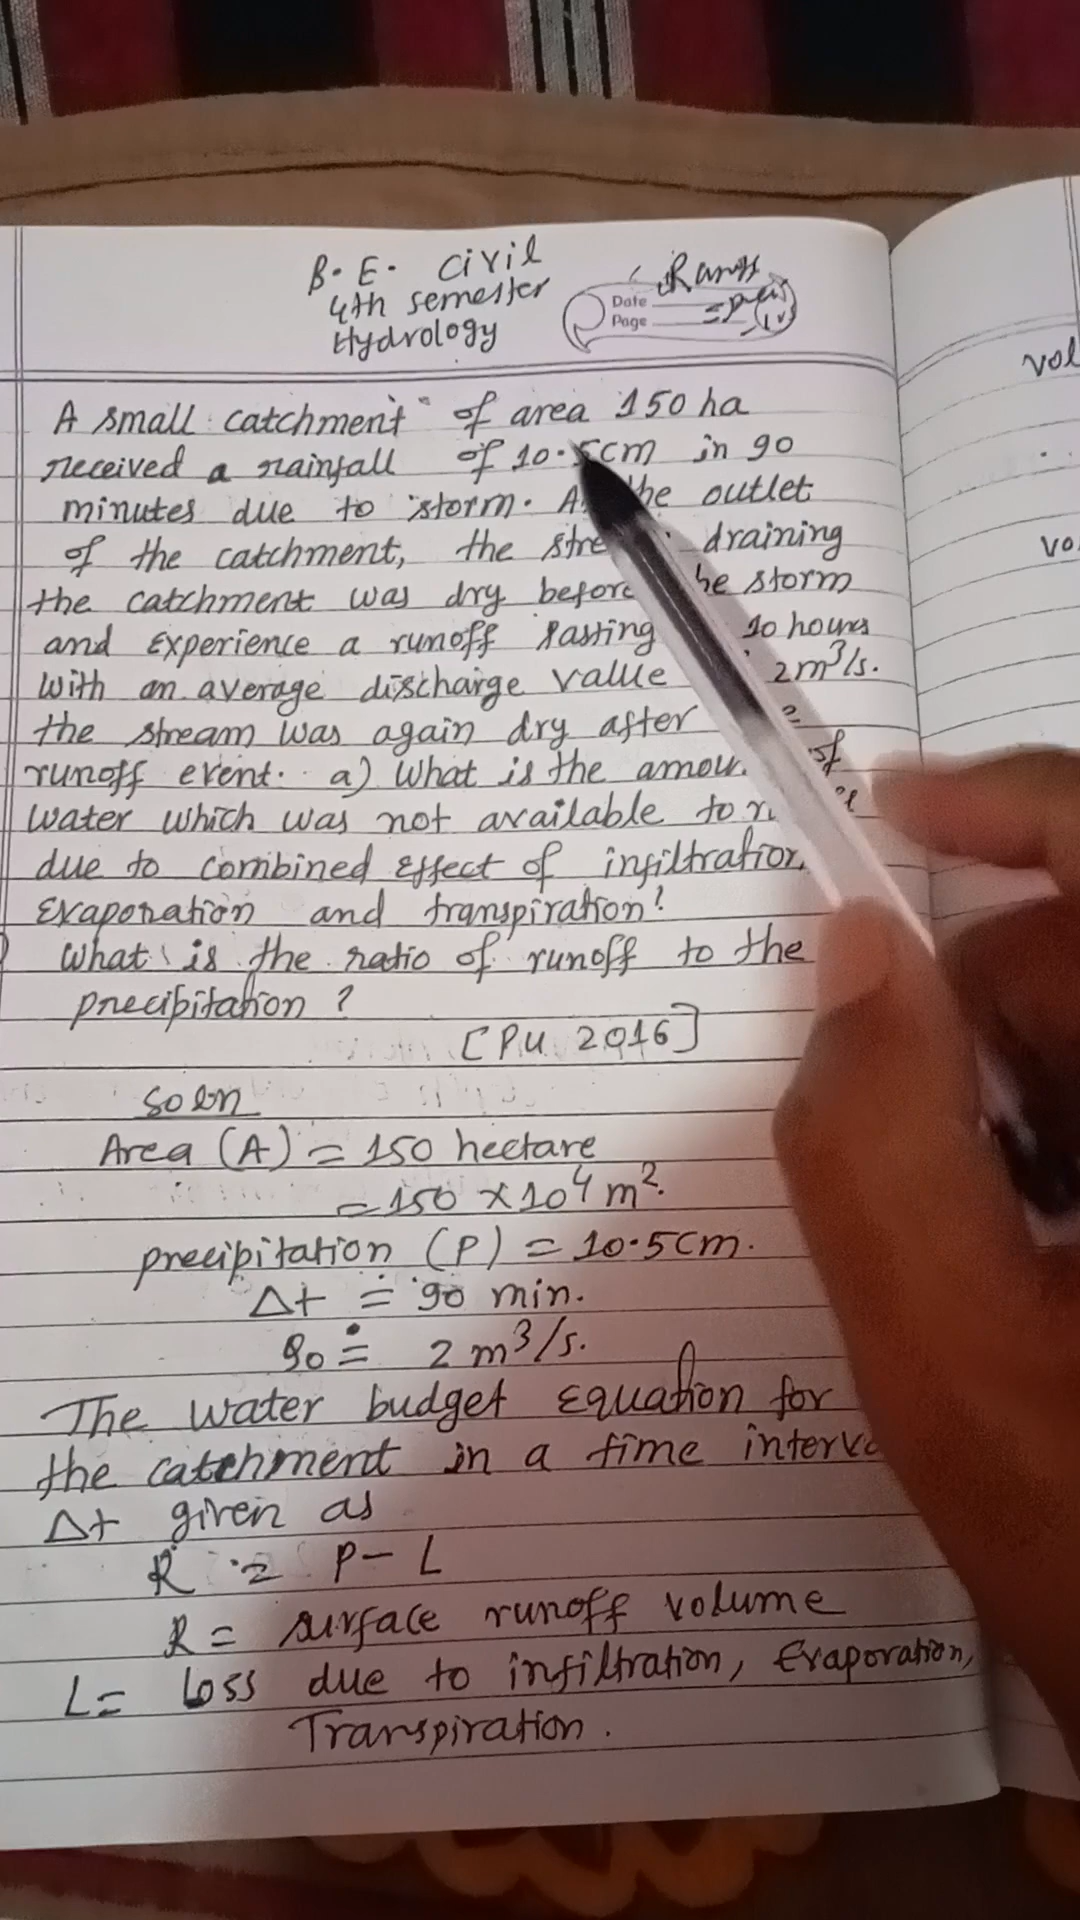 B. E. Civil
4th semester
Hydrology
Date
Page
A small catchment of area 150 ha
received a rainfall of 10.5cm in 90
minutes due to storm. At the outlet
of the catchment, the draining
the catchment was dry before the storm
and Experience a runoff lasting 10 hours
With an average discharge value 2m³/s.
the stream was again dry after
runoff event. a) What is the of
Water which was not available to
due to combined Effect of infiltration,
Evaporation and transpiration?
What is the ratio of runoff to the
precipitation?
[PU 2016]
Soln
Area (A) = 150 hectare
= 150 × 10⁴ m².
precipitation (P) = 10.5cm.
Δt = 90 min.
= 2 m³/s.
The Water budget Equation for
the catchment in a time
Δt given as
R = P - L
R = surface runoff volume
L = Loss due to infiltration, Evaporation,
Transpiration.
vol